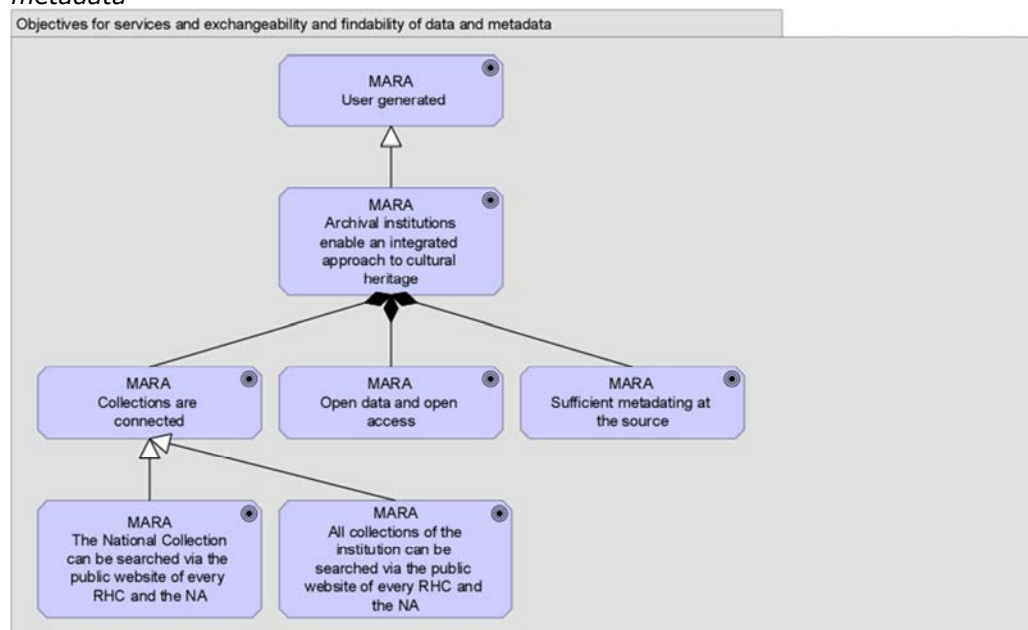 metadata
Objectives for services and exchangeability and findability of data and metadata
MARA
User generated
MARA
Archival institutions
enable an integrated
approach to cultural
heritage
MARA
Collections are
connected
MARA
Open data and open
access
MARA
Sufficient metadating at
the source
MARA
The National Collection
can be searched via the
public website of every
RHC and the NA
MARA
All collections of the
institution can be
searched via the public
website of every RHC and
the NA